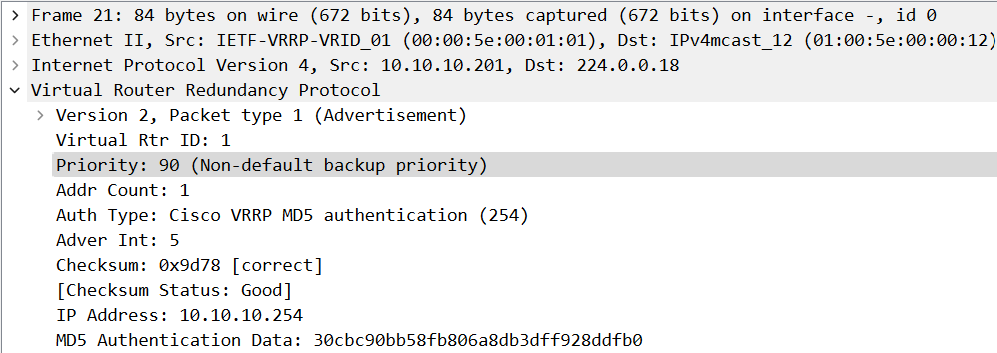 Frame 21: 84 bytes on wire (672 bits), 84 bytes captured (672 bits) on interface -, id 0
Ethernet II, Src: IETF-VRRP-VRID_01 (00:00:5e:00:01:01), Dst: IPv4mcast_12 (01:00:5e:00:00:12)
Internet Protocol Version 4, Src: 10.10.10.201, Dst: 224.0.0.18
Virtual Router Redundancy Protocol
Version 2, Packet type 1 (Advertisement)
Virtual Rtr ID: 1
Priority: 90 (Non-default backup priority)
Addr Count: 1
Auth Type: Cisco VRRP MD5 authentication (254)
Adver Int: 5
Checksum: 0x9d78 [correct]
[Checksum Status: Good]
IP Address: 10.10.10.254
MD5 Authentication Data: 30cbc90bb58fb806a8db3dff928ddfb0